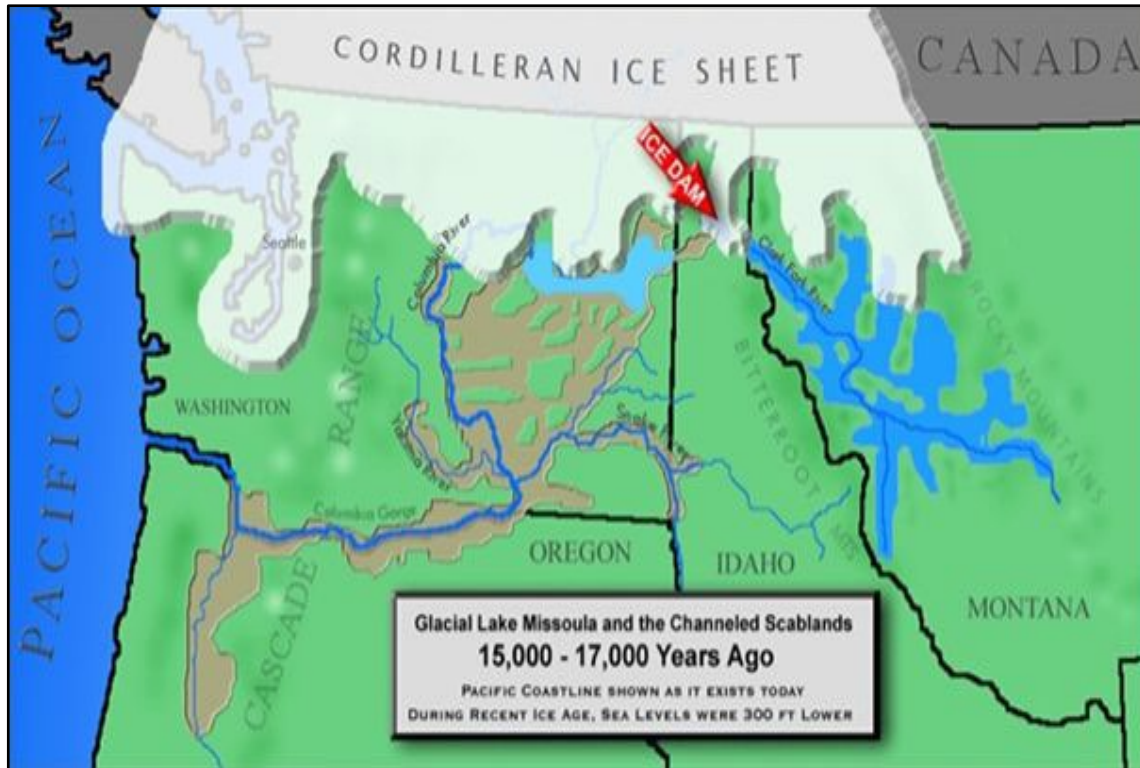 CORDILLERAN ICE SHEET
CANADA
ICE DAM
PACIFIC OCEAN
Seattle
Columbia River
Clark Fork River
ROCKY MOUNTAINS
WASHINGTON
RANGE
CASCADE
Yakima River
Snake River
BITTERROOT
MTS
Columbia Gorge
OREGON
IDAHO
MONTANA
Glacial Lake Missoula and the Channeled Scablands
15,000 - 17,000 Years Ago
PACIFIC COASTLINE SHOWN AS IT EXISTS TODAY
DURING RECENT ICE AGE, SEA LEVELS WERE 300 FT LOWER